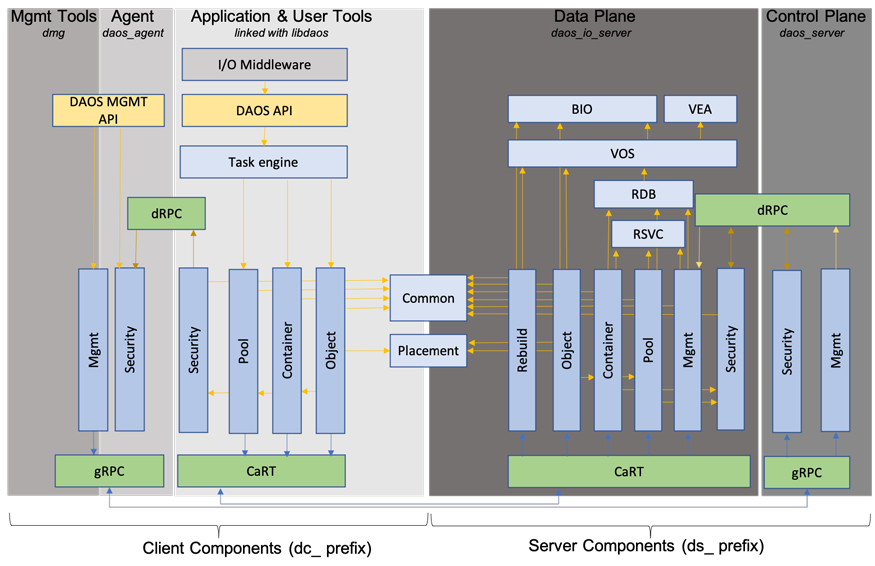 Mgmt Tools
dmg
Agent
daos_agent
Application & User Tools
linked with libdaos
Data Plane
daos_io_server
Control Plane
daos_server
I/O Middleware
DAOS MGMT
API
DAOS API
Task engine
dRPC
BIO
VEA
VOS
RDB
dRPC
RSVC
Mgmt
Security
Security
Pool
Container
Object
Common
Placement
Rebuild
Object
Container
Pool
Mgmt
Security
Security
Mgmt
gRPC
CaRT
CaRT
gRPC
Client Components (dc_ prefix)
Server Components (ds_ prefix)